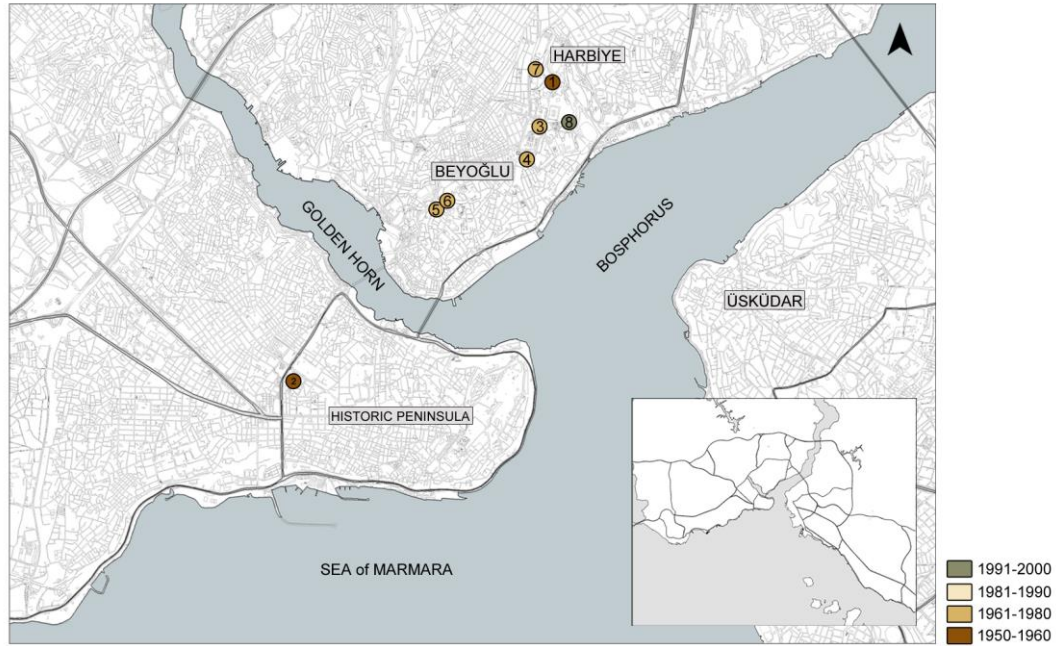 HARBİYE
7
1
8
3
4
BEYOĞLU
6
5
GOLDEN HORN
BOSPHORUS
ÜSKÜDAR
2
HISTORIC PENINSULA
SEA of MARMARA
1991-2000
1981-1990
1961-1980
1950-1960